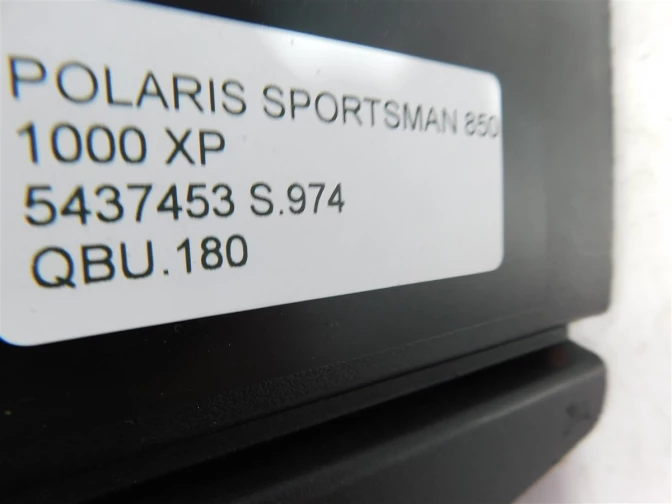 POLARIS SPORTSMAN 850
1000 XP
5437453 S.974
QBU.180